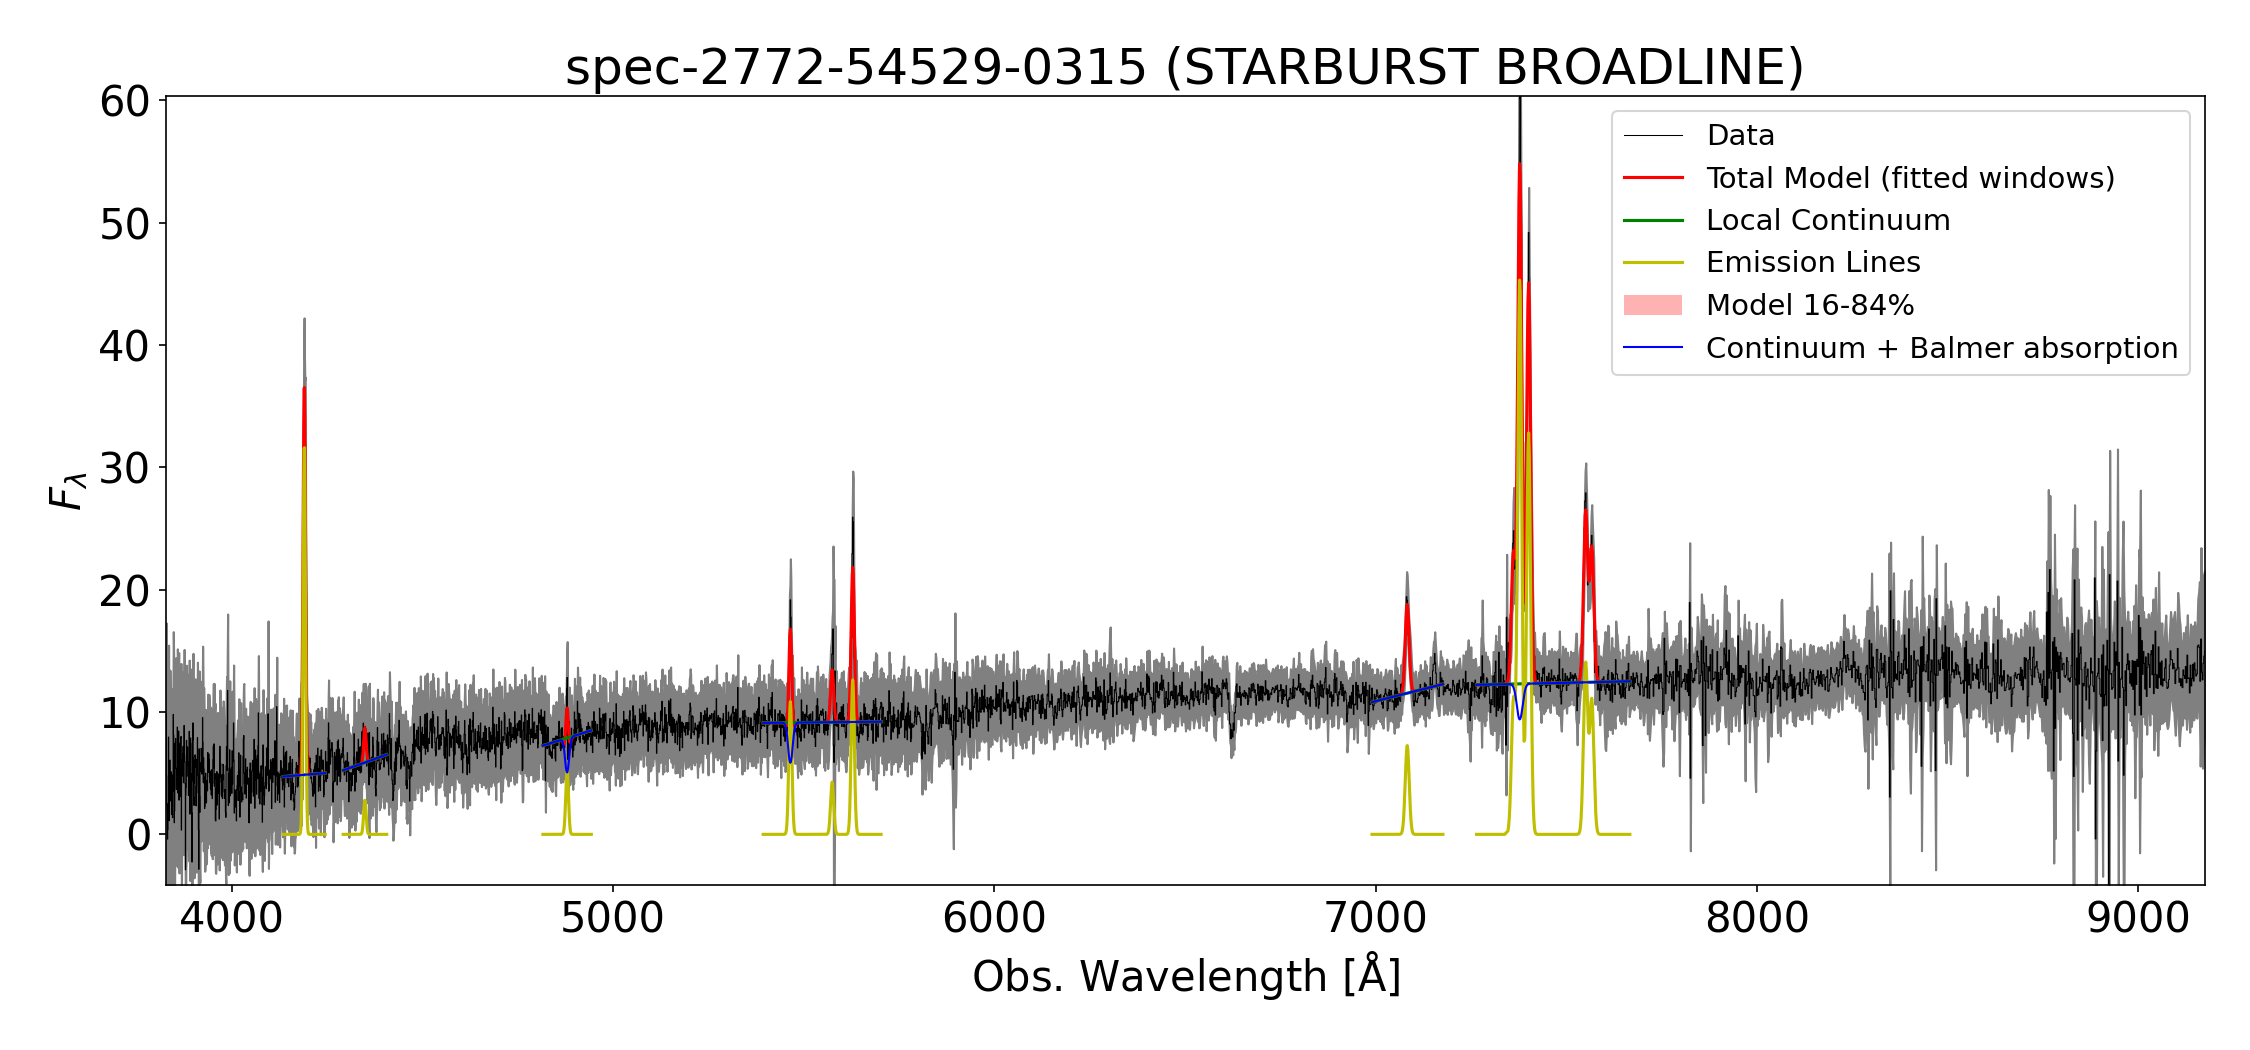 spec-2772-54529-0315 (STARBURST BROADLINE)
60
50
40
30
20
10
0
F_λ
Data
Total Model (fitted windows)
Local Continuum
Emission Lines
Model 16-84%
Continuum + Balmer absorption
4000 5000 6000 7000 8000 9000
Obs. Wavelength [Å]